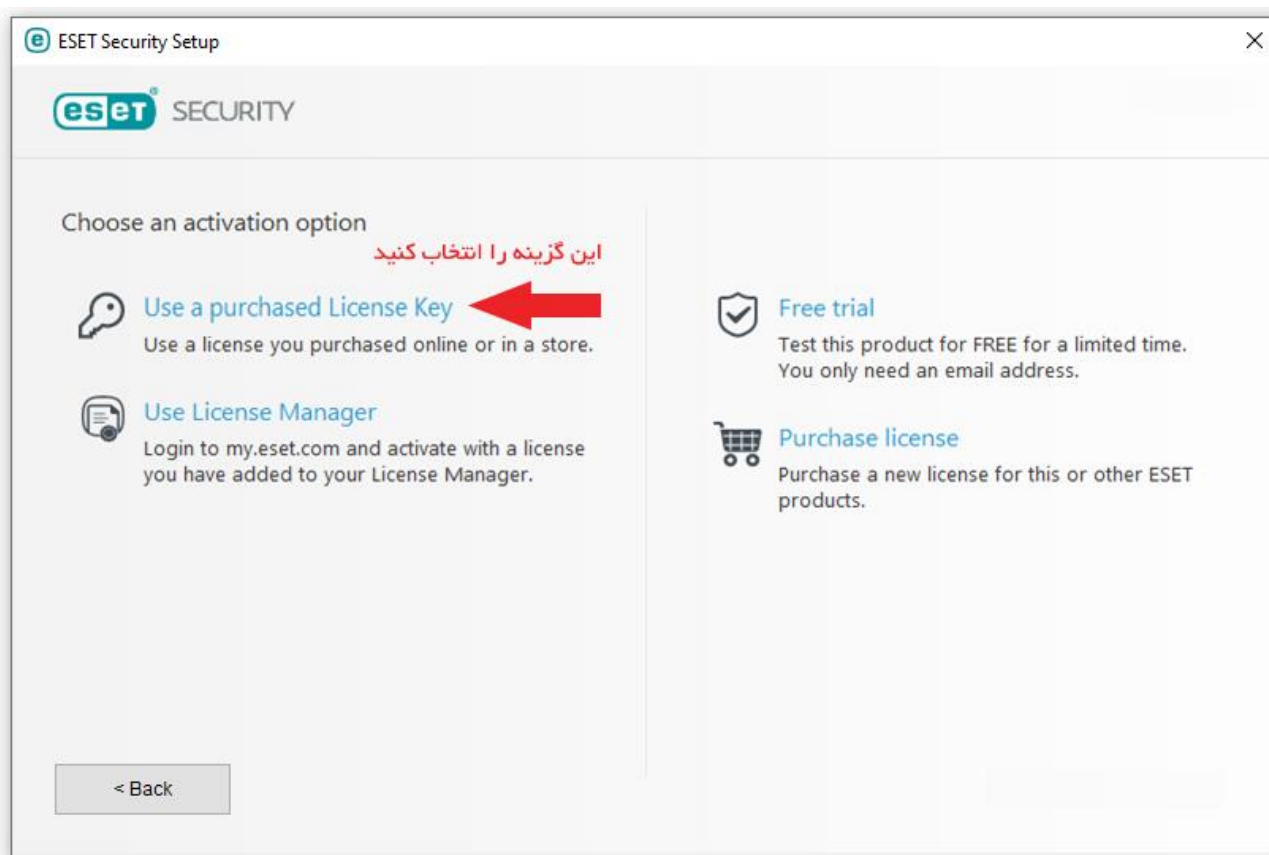 ESET Security Setup
eset® SECURITY
Choose an activation option
این گزینه را انتخاب کنید
Use a purchased License Key
Use a license you purchased online or in a store.
Use License Manager
Login to my.eset.com and activate with a license
you have added to your License Manager.
Free trial
Test this product for FREE for a limited time.
You only need an email address.
Purchase license
Purchase a new license for this or other ESET
products.
< Back